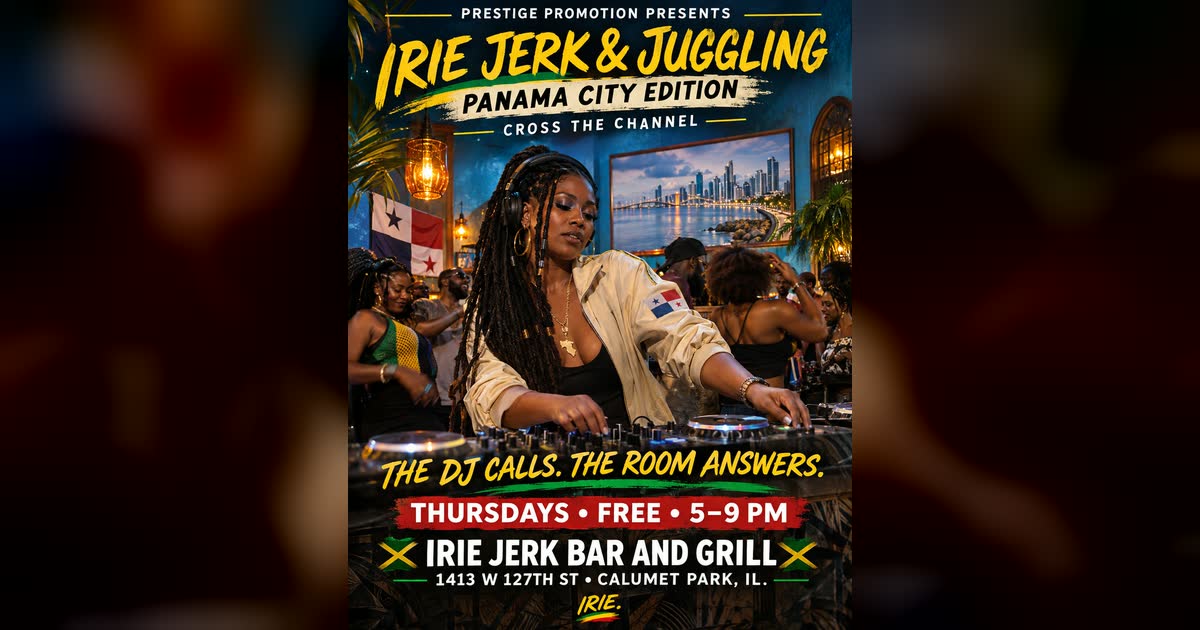 PRESTIGE PROMOTION PRESENTS
IRIE JERK & JUGGLING
PANAMA CITY EDITION
CROSS THE CHANNEL
THE DJ CALLS. THE ROOM ANSWERS.
THURSDAYS • FREE • 5–9 PM
IRIE JERK BAR AND GRILL
1413 W 127TH ST • CALUMET PARK, IL.
IRIE.